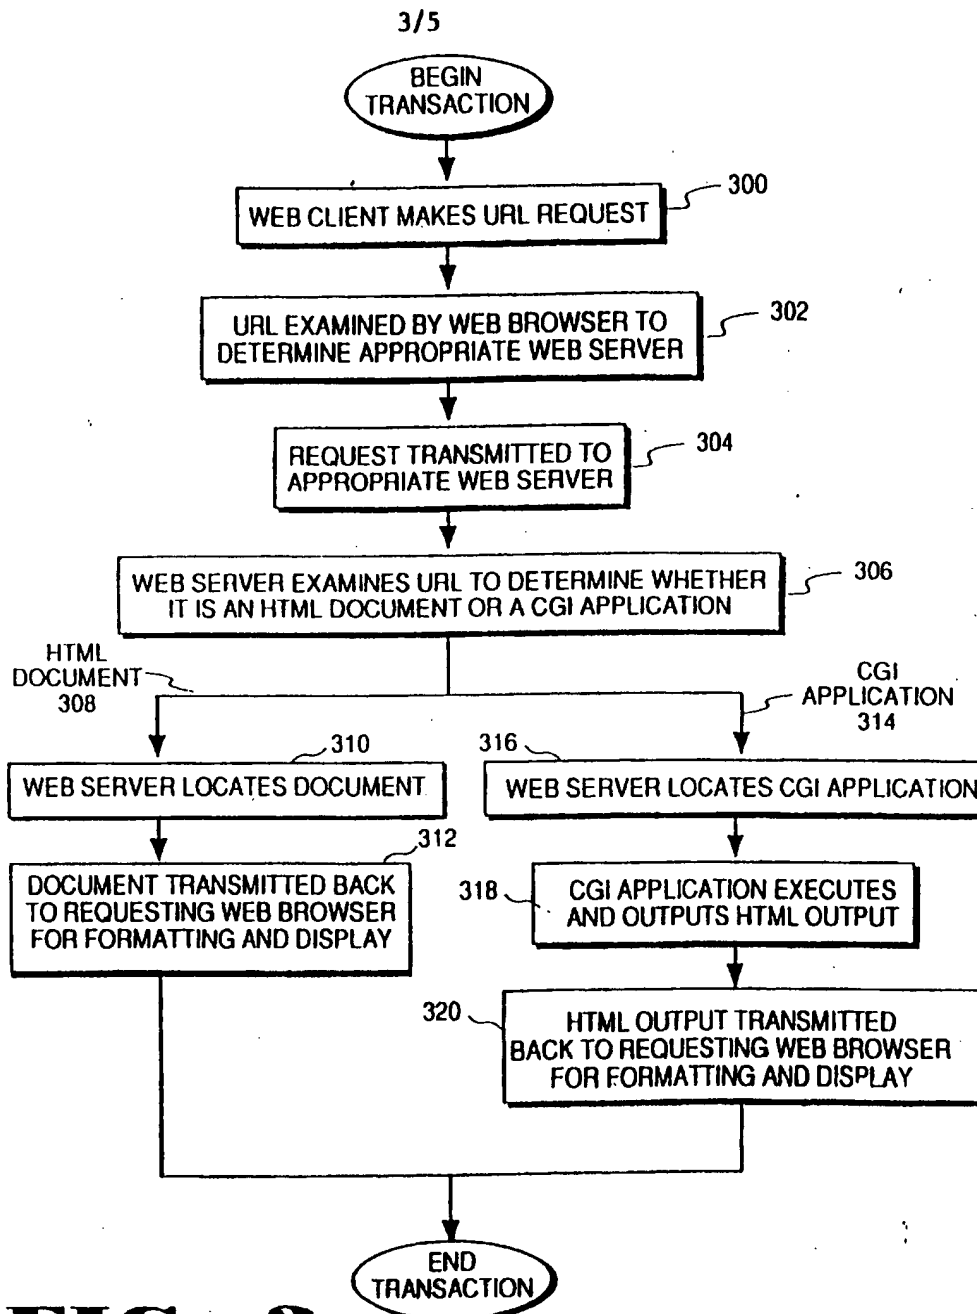 3/5
BEGIN
TRANSACTION
300
WEB CLIENT MAKES URL REQUEST
302
URL EXAMINED BY WEB BROWSER TO
DETERMINE APPROPRIATE WEB SERVER
304
REQUEST TRANSMITTED TO
APPROPRIATE WEB SERVER
306
WEB SERVER EXAMINES URL TO DETERMINE WHETHER
IT IS AN HTML DOCUMENT OR A CGI APPLICATION
HTML
DOCUMENT
308
CGI
APPLICATION
314
310
WEB SERVER LOCATES DOCUMENT
316
WEB SERVER LOCATES CGI APPLICATION
312
DOCUMENT TRANSMITTED BACK
TO REQUESTING WEB BROWSER
FOR FORMATTING AND DISPLAY
318
CGI APPLICATION EXECUTES
AND OUTPUTS HTML OUTPUT
320
HTML OUTPUT TRANSMITTED
BACK TO REQUESTING WEB BROWSER
FOR FORMATTING AND DISPLAY
END
TRANSACTION